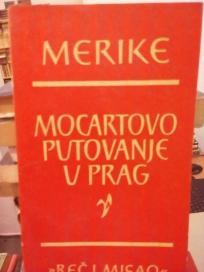 MERIKE
MOCARTOVO
PUTOVANJE
U PRAG
»REČ I MISAO«